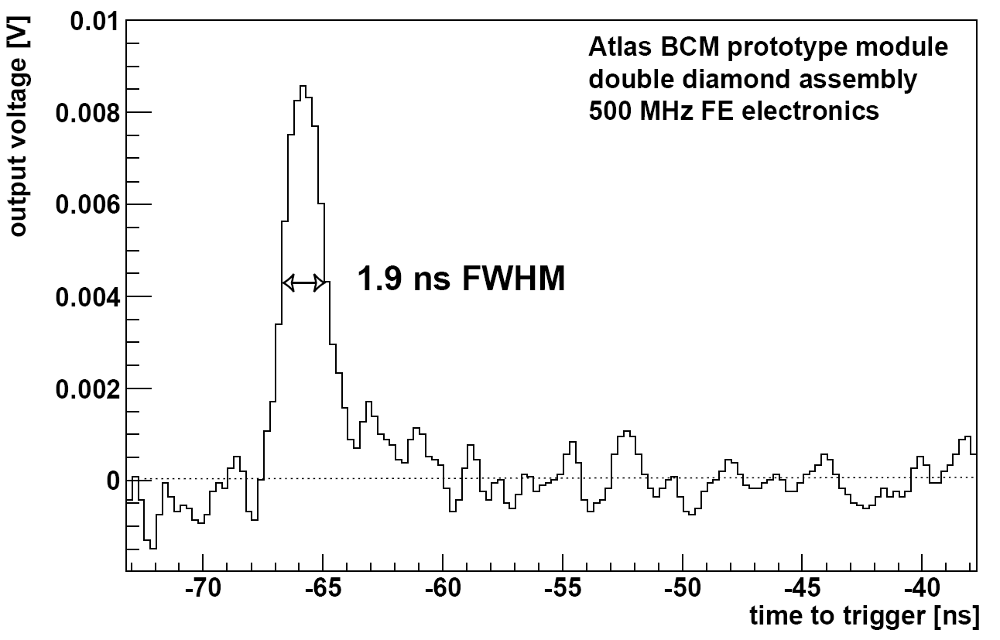 output voltage [V]
0.01
0.008
0.006
0.004
0.002
0
Atlas BCM prototype module
double diamond assembly
500 MHz FE electronics
1.9 ns FWHM
-70 -65 -60 -55 -50 -45 -40
time to trigger [ns]